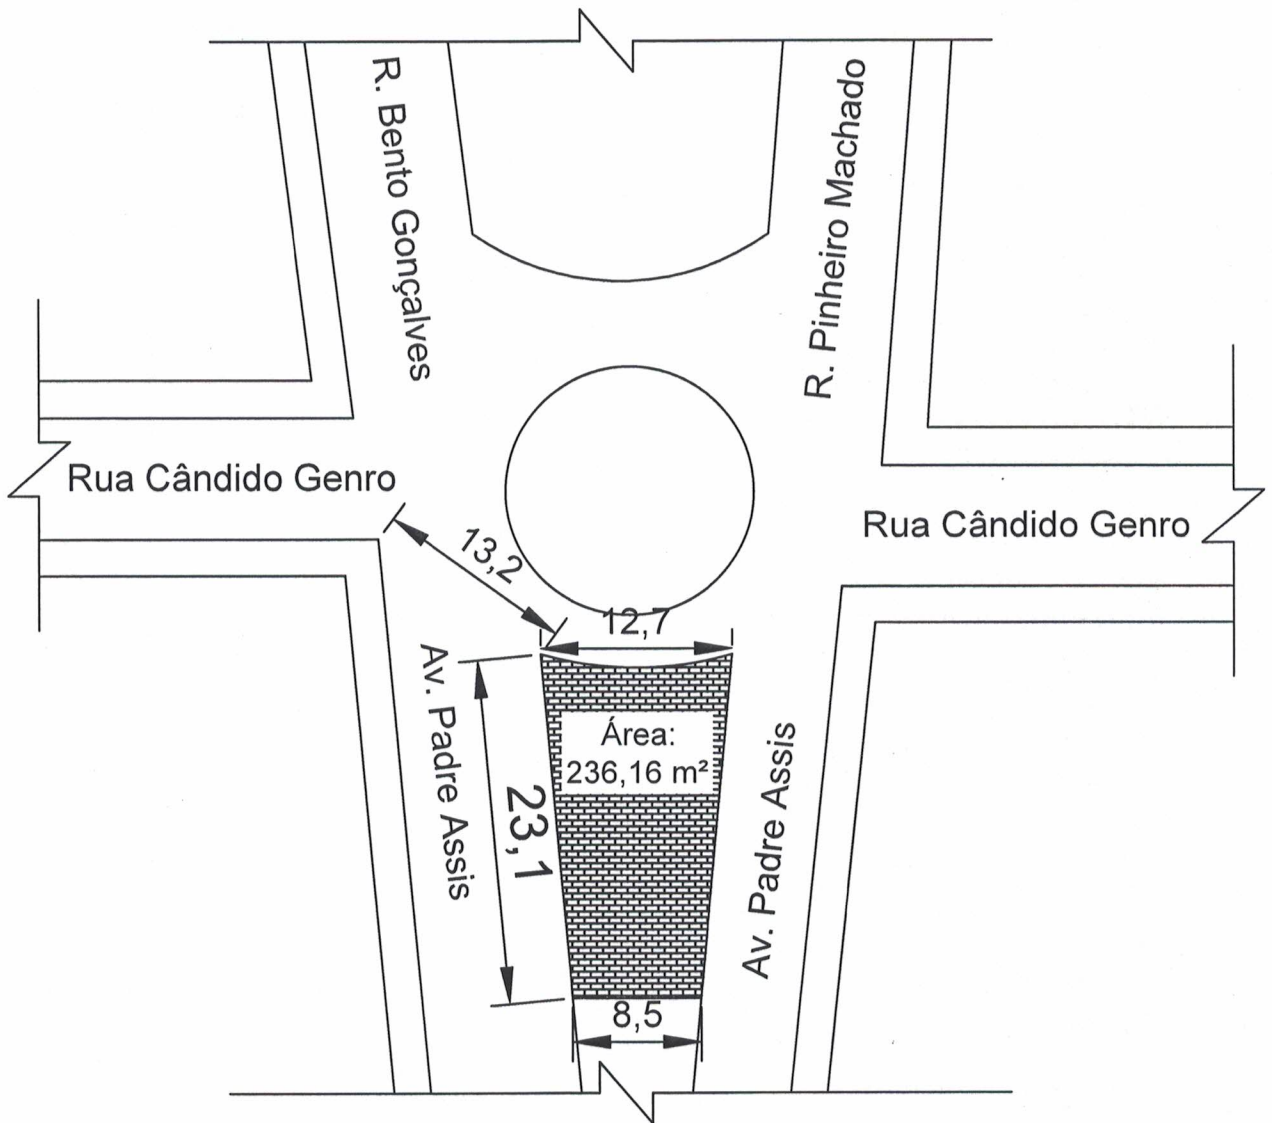 R. Bento Gonçalves
R. Pinheiro Machado
Rua Cândido Genro
Rua Cândido Genro
13,2
12,7
Av. Padre Assis
23,1
Área:
236,16 m²
Av. Padre Assis
8,5